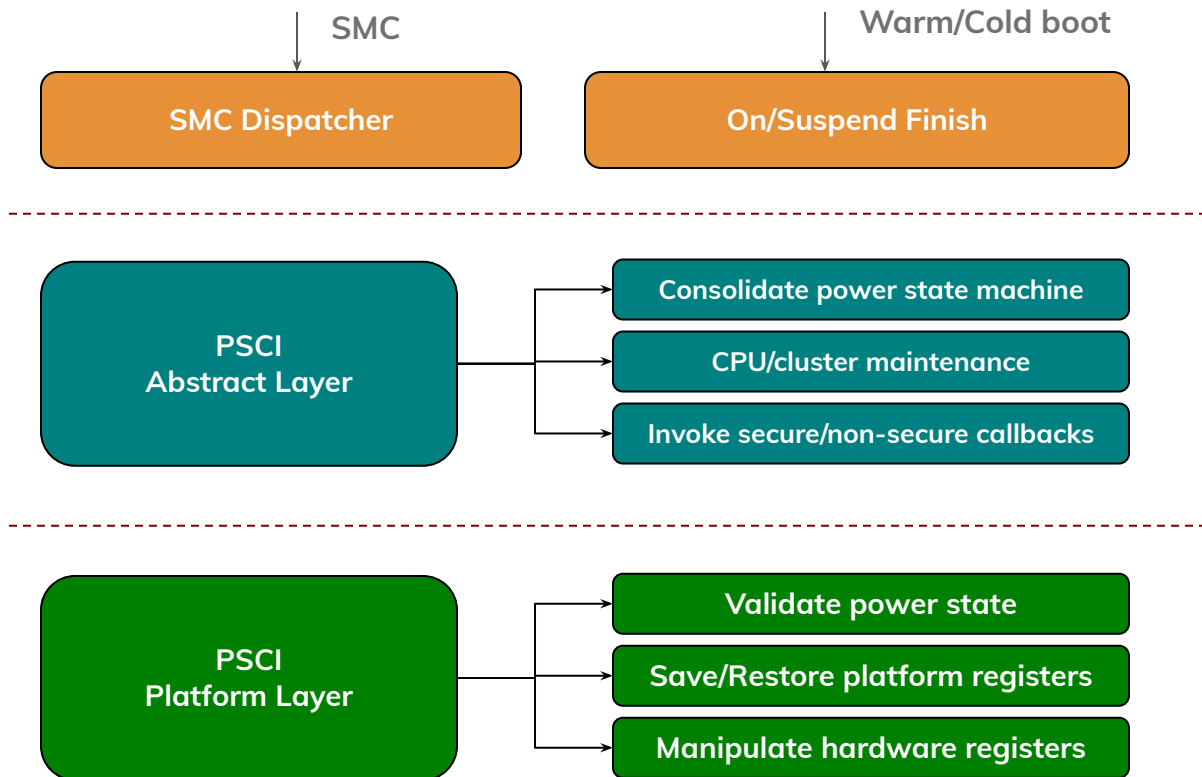 SMC
Warm/Cold boot
SMC Dispatcher
On/Suspend Finish
PSCI
Abstract Layer
Consolidate power state machine
CPU/cluster maintenance
Invoke secure/non-secure callbacks
PSCI
Platform Layer
Validate power state
Save/Restore platform registers
Manipulate hardware registers